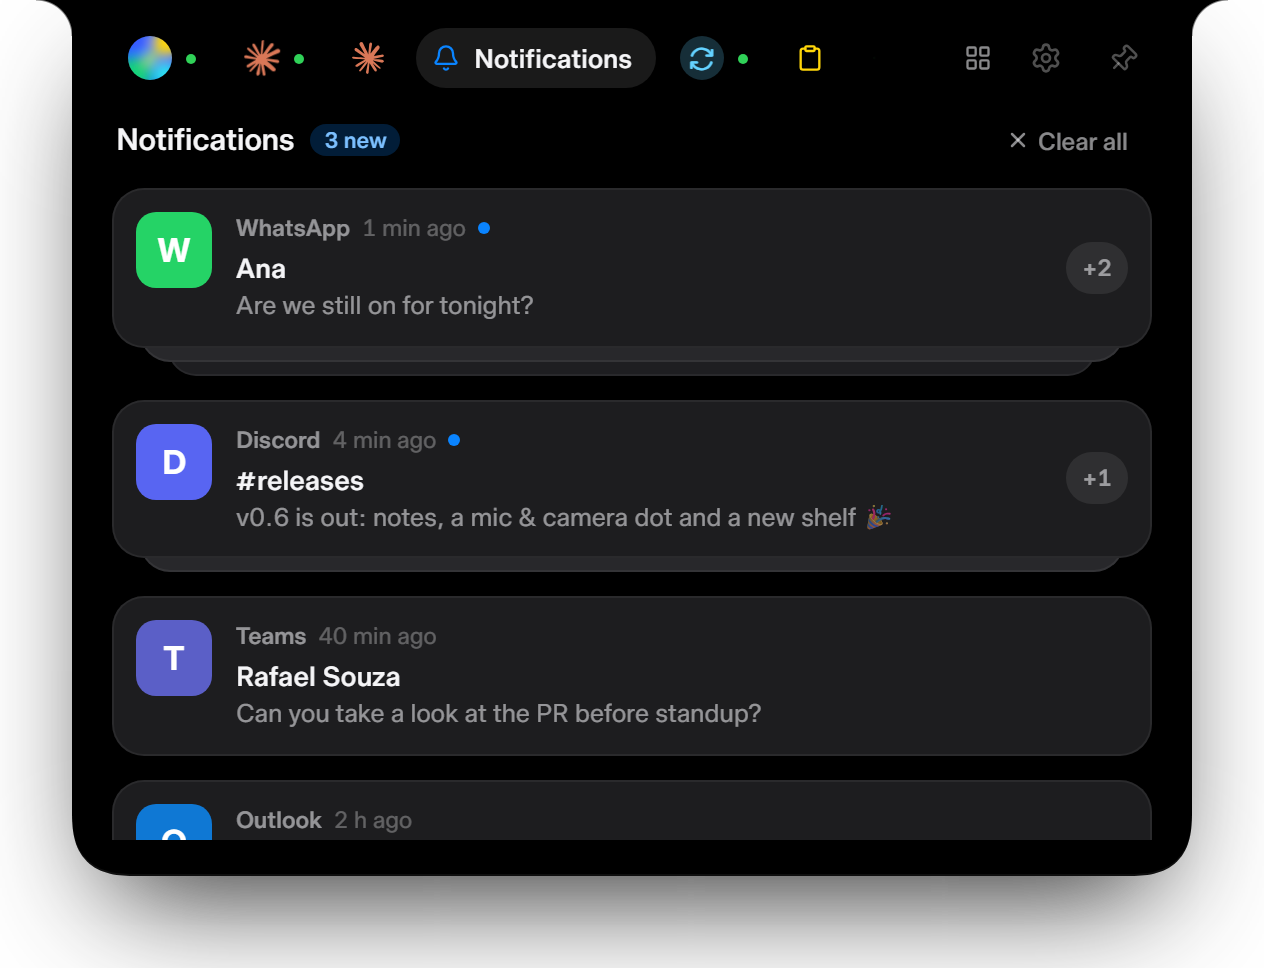 Notifications
Notifications 3 new Clear all
W
WhatsApp 1 min ago
Ana
Are we still on for tonight?
+2
D
Discord 4 min ago
#releases
v0.6 is out: notes, a mic & camera dot and a new shelf 🎉
+1
T
Teams 40 min ago
Rafael Souza
Can you take a look at the PR before standup?
O
Outlook 2 h ago